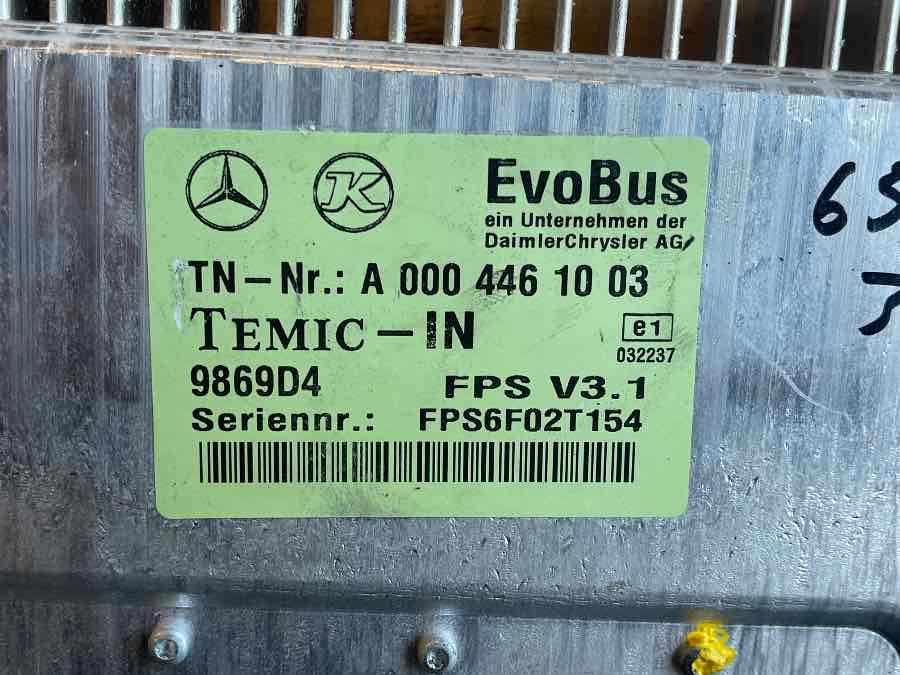 K
EvoBus
ein Unternehmen der
DaimlerChrysler AG
TN-Nr.: A 000 446 10 03
TEMIC-IN
e1
032237
9869D4 FPS V3.1
Seriennr.: FPS6F02T154